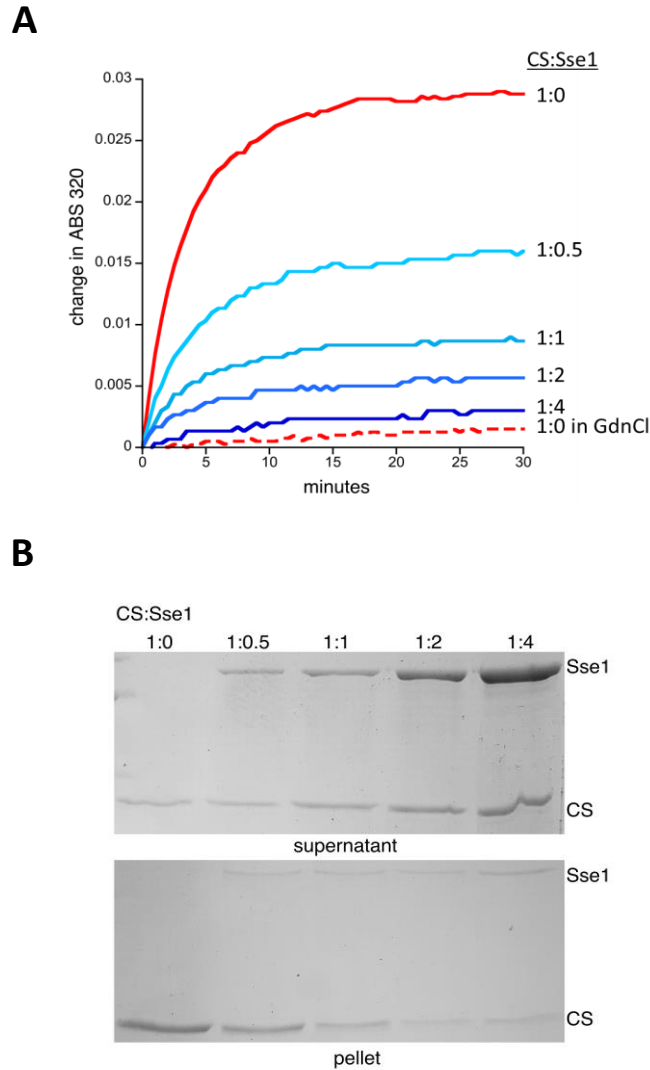 A
CS:Sse1
0.03
1:0
0.025
0.02
change in ABS 320
0.015
1:0.5
0.01
1:1
1:2
0.005
1:4
1:0 in GdnCl
0
0 5 10 15 20 25 30
minutes
B
CS:Sse1
1:0 1:0.5 1:1 1:2 1:4
Sse1
CS
supernatant
Sse1
CS
pellet